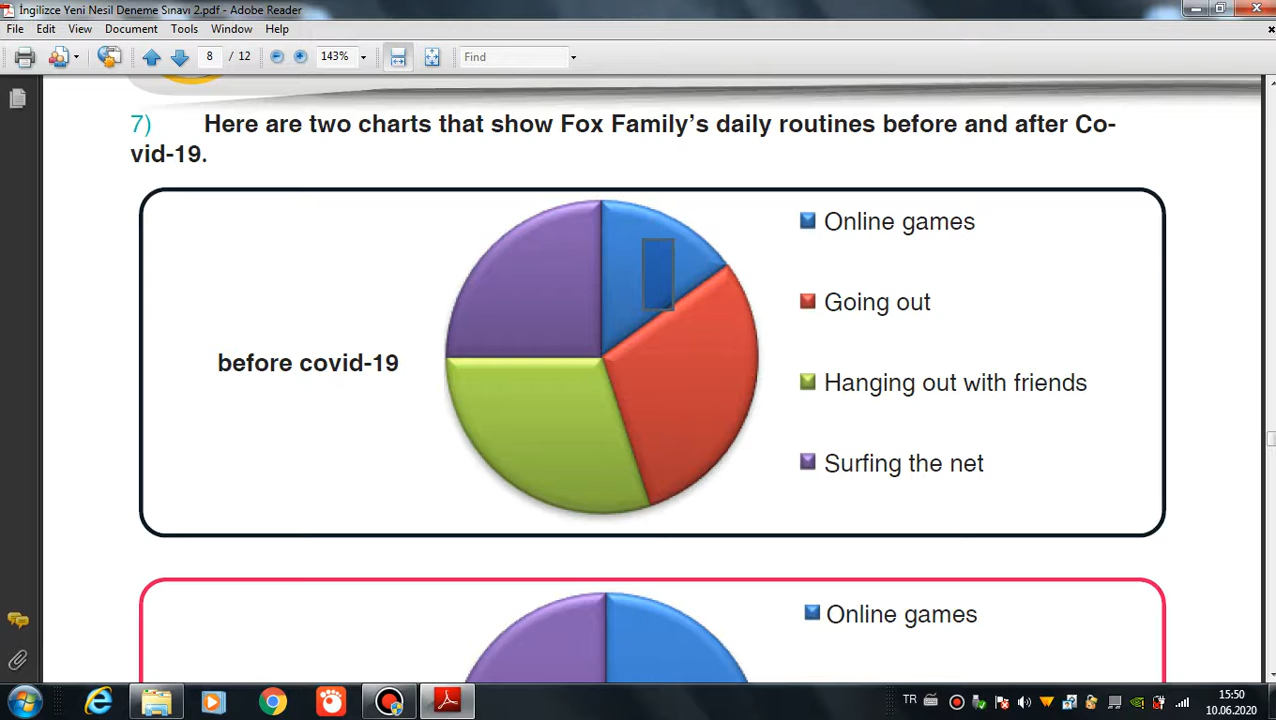 İngilizce Yeni Nesil Deneme Sınavı 2.pdf - Adobe Reader
File Edit View Document Tools Window Help
8 / 12 143% Find
7) Here are two charts that show Fox Family's daily routines before and after Co-
vid-19.
Online games
Going out
before covid-19
Hanging out with friends
Surfing the net
Online games
TR
15:50
10.06.2020